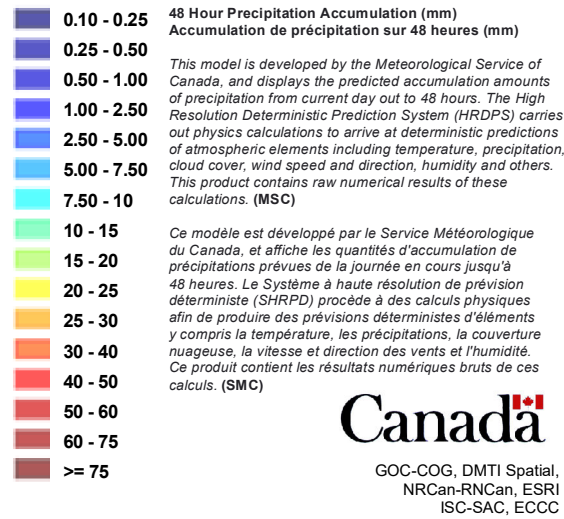 0.10 - 0.25
0.25 - 0.50
0.50 - 1.00
1.00 - 2.50
2.50 - 5.00
5.00 - 7.50
7.50 - 10
10 - 15
15 - 20
20 - 25
25 - 30
30 - 40
40 - 50
50 - 60
60 - 75
>= 75
48 Hour Precipitation Accumulation (mm)
Accumulation de précipitation sur 48 heures (mm)
This model is developed by the Meteorological Service of
Canada, and displays the predicted accumulation amounts
of precipitation from current day out to 48 hours. The High
Resolution Deterministic Prediction System (HRDPS) carries
out physics calculations to arrive at deterministic predictions
of atmospheric elements including temperature, precipitation,
cloud cover, wind speed and direction, humidity and others.
This product contains raw numerical results of these
calculations. (MSC)
Ce modèle est développé par le Service Météorologique
du Canada, et affiche les quantités d'accumulation de
précipitations prévues de la journée en cours jusqu'à
48 heures. Le Système à haute résolution de prévision
déterministe (SHRPD) procède à des calculs physiques
afin de produire des prévisions déterministes d'éléments
y compris la température, les précipitations, la couverture
nuageuse, la vitesse et direction des vents et l'humidité.
Ce produit contient les résultats numériques bruts de ces
calculs. (SMC)
Canada
GOC-COG, DMTI Spatial,
NRCan-RNCan, ESRI
ISC-SAC, ECCC